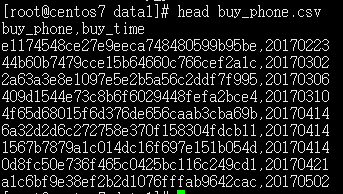 [root@centos7 data1]# head buy_phone.csv
buy_phone,buy_time
e1174548ce27e9eeca748480599b95be,20170223
44b60b7479cce15b64660c766cef2a1c,20170302
2a63a3e8e1097e5e2b5a56c2ddf7f995,20170306
409d1544e73c8b6f6029448fefa2bce4,20170310
4f65d68015f6d376de656caab3cba69b,20170414
6a32d2d6c272758e370f158304fdcb11,20170414
1567b7879a1c014dc16f697e151b054d,20170414
0d8fc50e736f465c0425bc116c249cd1,20170421
a1c6bf9e38ef2b2d1076fffab9642cac,20170502